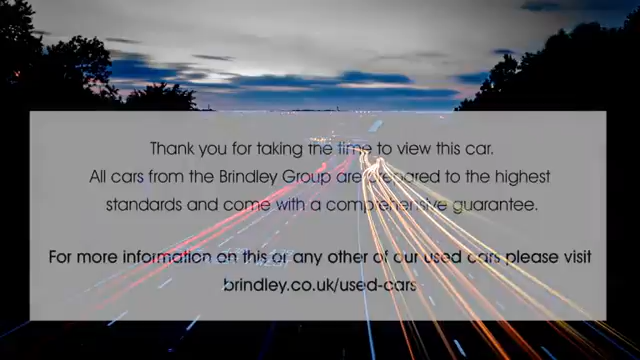 Thank you for taking the time to view this car.
All cars from the Brindley Group are prepared to the highest
standards and come with a comprehensive guarantee.
For more information on this or any other of our used cars please visit
brindley.co.uk/used-cars